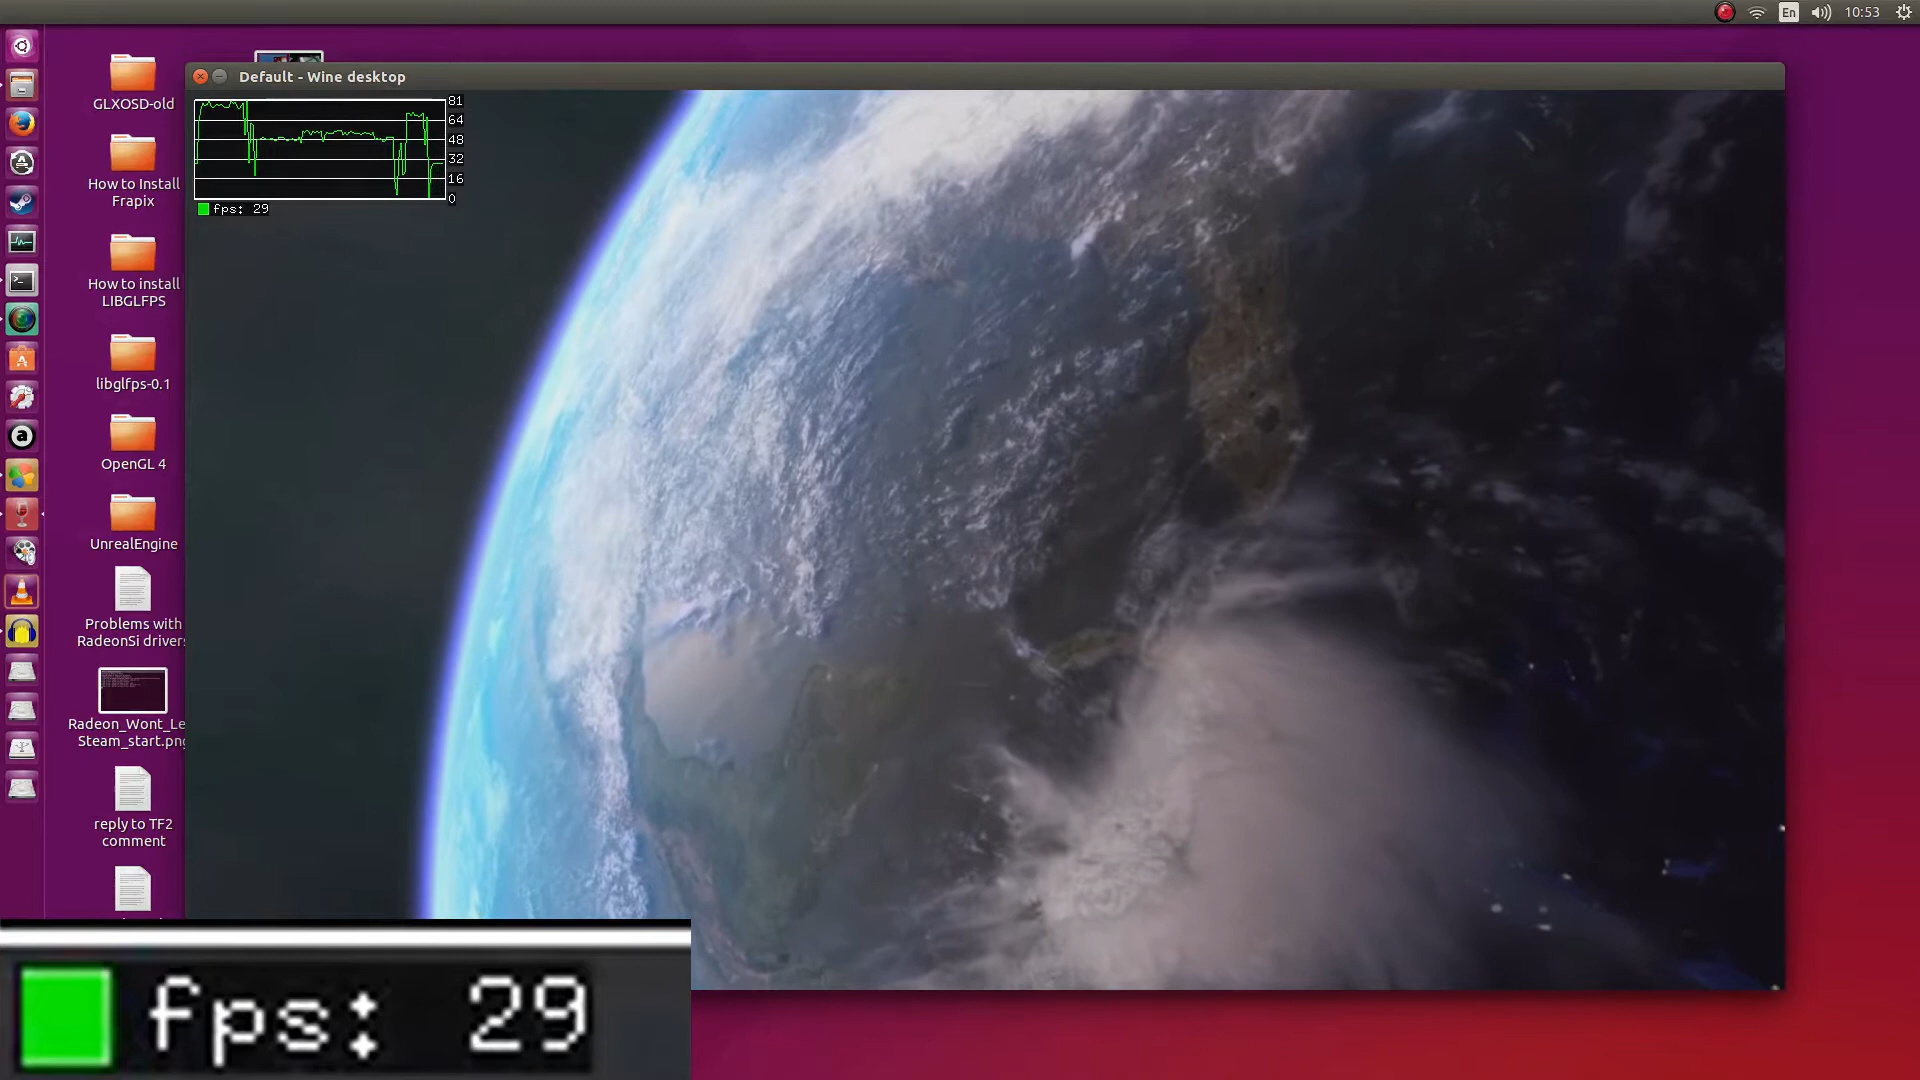 En
10:53
Default - Wine desktop
81
64
48
32
16
0
fps: 29
GLXOSD-old
How to Install
Frapix
How to install
LIBGLFPS
libglfps-0.1
OpenGL 4
UnrealEngine
Problems with
RadeonSi drivers
Radeon_Wont_Le
Steam_start.png
reply to TF2
comment
fps: 29